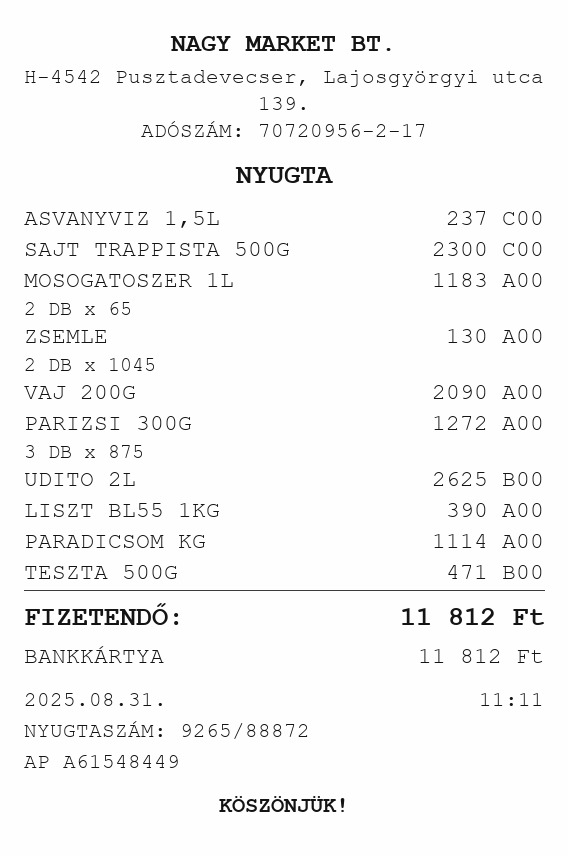 NAGY MARKET BT.
H-4542 Pusztadevecser, Lajosgyörgyi utca
139.
ADÓSZÁM: 70720956-2-17
NYUGTA
ASVANYVIZ 1,5L 237 C00
SAJT TRAPPISTA 500G 2300 C00
MOSOGATOSZER 1L 1183 A00
2 DB x 65
ZSEMLE 130 A00
2 DB x 1045
VAJ 200G 2090 A00
PARIZSI 300G 1272 A00
3 DB x 875
UDITO 2L 2625 B00
LISZT BL55 1KG 390 A00
PARADICSOM KG 1114 A00
TESZTA 500G 471 B00
FIZETENDŐ: 11 812 Ft
BANKKÁRTYA 11 812 Ft
2025.08.31. 11:11
NYUGTASZÁM: 9265/88872
AP A61548449
KÖSZÖNJÜK!